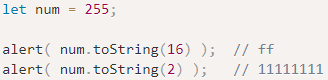 let num = 255;
alert( num.toString(16) );  // ff
alert( num.toString(2) );   // 11111111